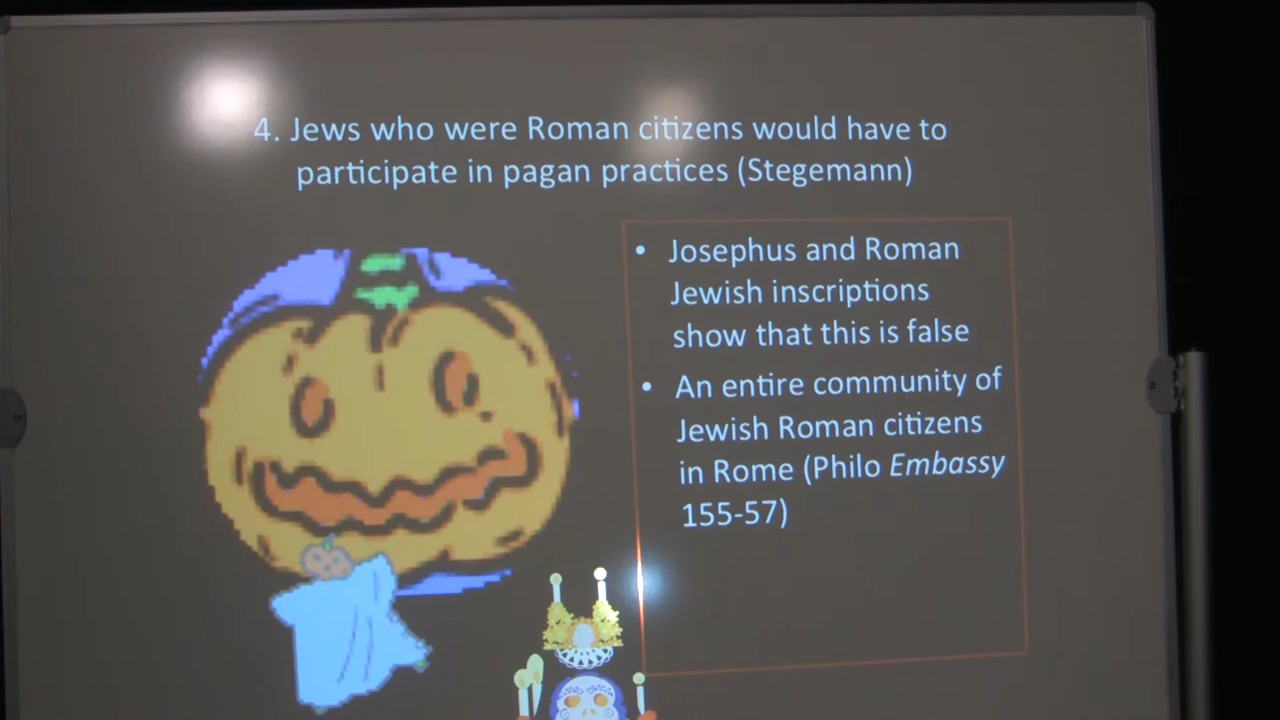 4. Jews who were Roman citizens would have to
participate in pagan practices (Stegemann)
• Josephus and Roman
Jewish inscriptions
show that this is false
• An entire community of
Jewish Roman citizens
in Rome (Philo Embassy
155-57)